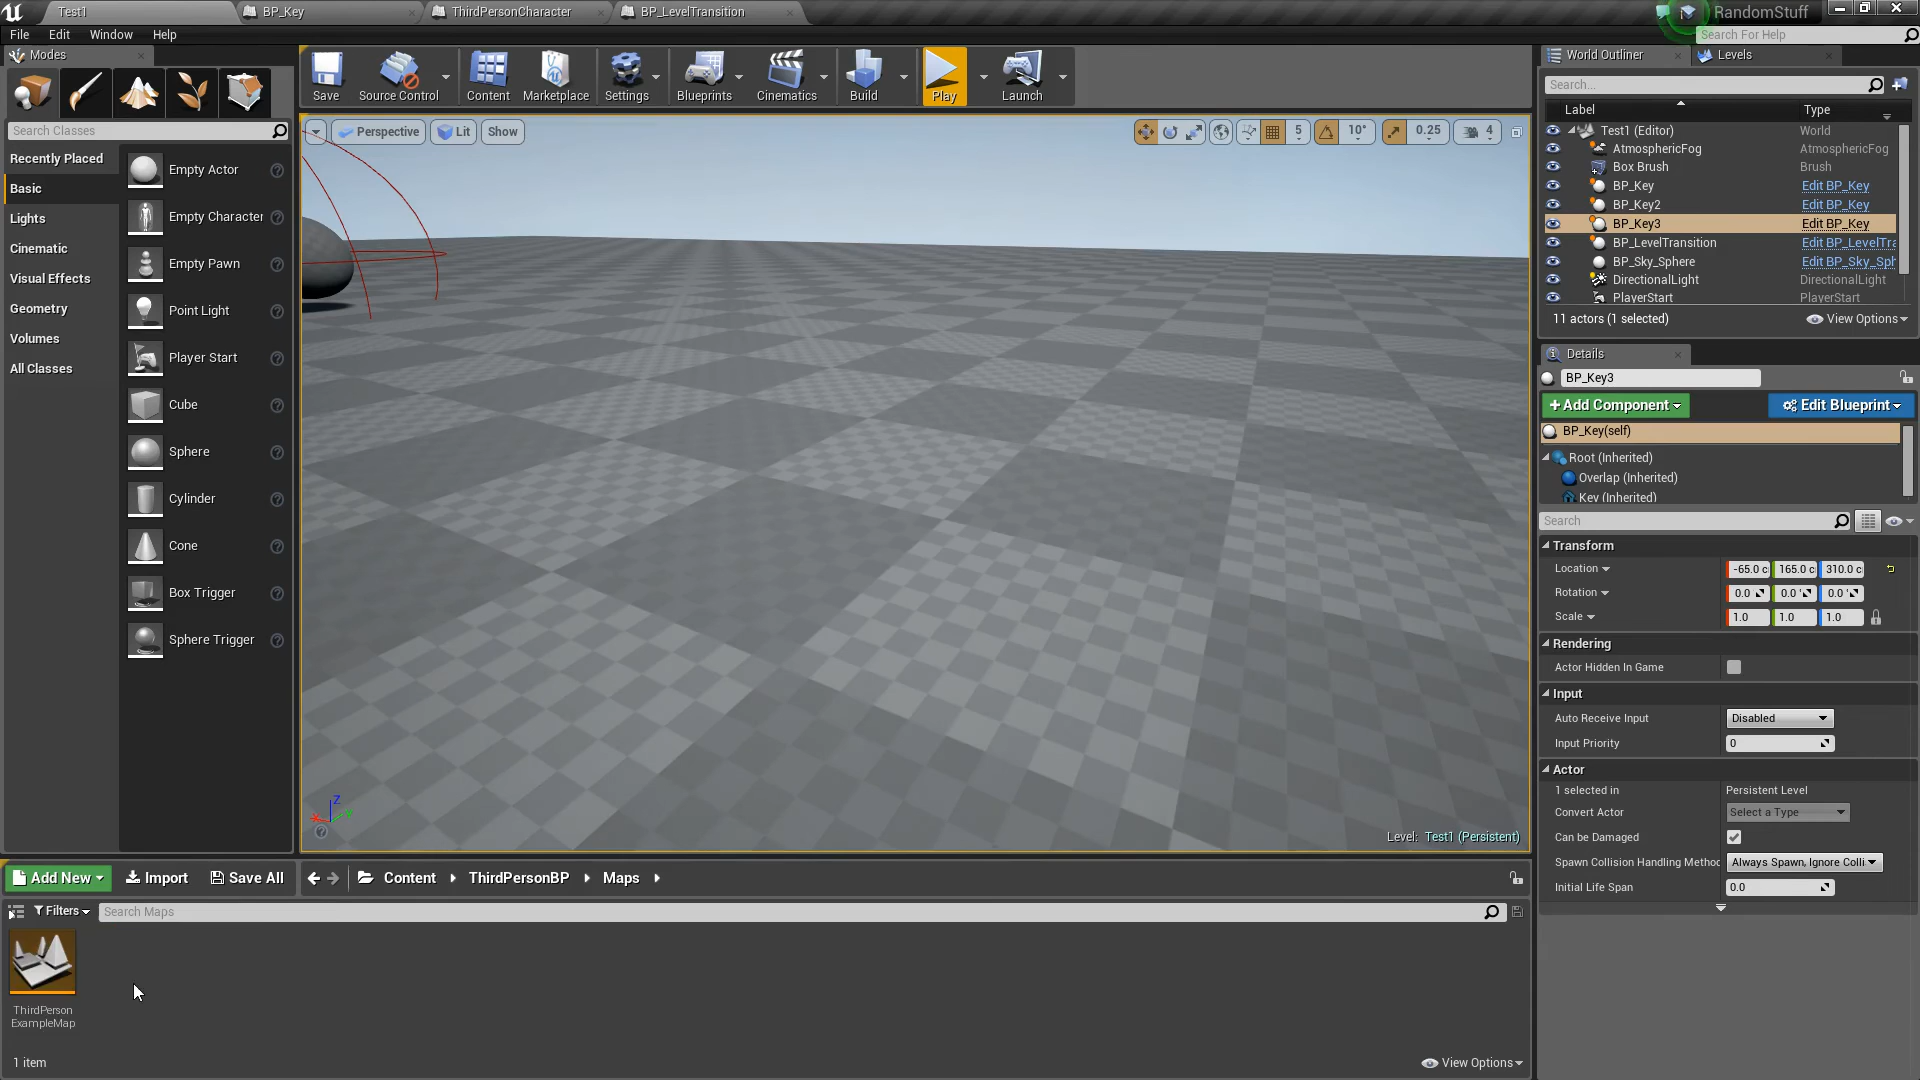 Test1
BP_Key
ThirdPersonCharacter
BP_LevelTransition
RandomStuff
File Edit Window Help
Search For Help
Modes
Save
Source Control
Content
Marketplace
Settings
Blueprints
Cinematics
Build
Play
Launch
World Outliner
Levels
Search...
Search Classes
Perspective
Lit
Show
5
10°
0.25
4
Label Type
Test1 (Editor) World
AtmosphericFog AtmosphericFog
Box Brush Brush
BP_Key Edit BP_Key
BP_Key2 Edit BP_Key
BP_Key3 Edit BP_Key
BP_LevelTransition Edit BP_LevelTra
BP_Sky_Sphere Edit BP_Sky_Sph
DirectionalLight DirectionalLight
PlayerStart PlayerStart
11 actors (1 selected)
View Options
Recently Placed
Basic
Lights
Cinematic
Visual Effects
Geometry
Volumes
All Classes
Empty Actor
Empty Character
Empty Pawn
Point Light
Player Start
Cube
Sphere
Cylinder
Cone
Box Trigger
Sphere Trigger
Details
BP_Key3
+Add Component
Edit Blueprint
BP_Key(self)
Root (Inherited)
Overlap (Inherited)
Key (Inherited)
Search
Transform
Location -65.0 c 165.0 c 310.0 c
Rotation 0.0 ° 0.0 ° 0.0 °
Scale 1.0 1.0 1.0
Rendering
Actor Hidden In Game
Input
Auto Receive Input Disabled
Input Priority 0
Actor
1 selected in Persistent Level
Convert Actor Select a Type
Can be Damaged
Spawn Collision Handling Methoc Always Spawn, Ignore Colli
Initial Life Span 0.0
Z
X
Y
Level: Test1 (Persistent)
Add New
Import
Save All
Content
ThirdPersonBP
Maps
Filters
Search Maps
ThirdPerson
ExampleMap
1 item
View Options